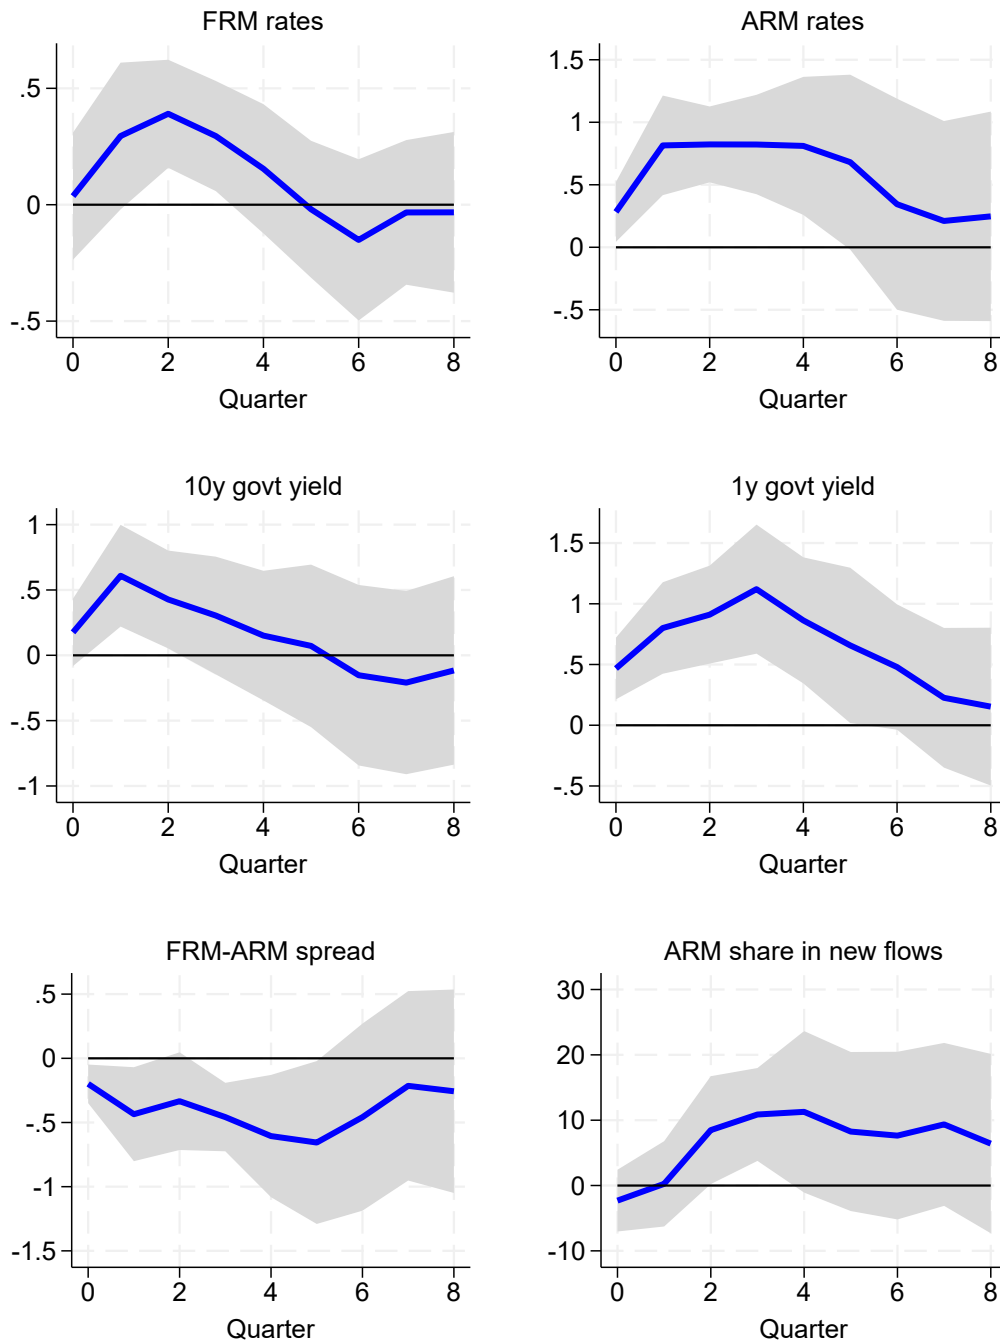 FRM rates
.5
0
-.5
0 2 4 6 8
Quarter
ARM rates
1.5
1
.5
0
-.5
0 2 4 6 8
Quarter
10y govt yield
1
.5
0
-.5
-1
0 2 4 6 8
Quarter
1y govt yield
1.5
1
.5
0
-.5
0 2 4 6 8
Quarter
FRM-ARM spread
.5
0
-.5
-1
-1.5
0 2 4 6 8
Quarter
ARM share in new flows
30
20
10
0
-10
0 2 4 6 8
Quarter